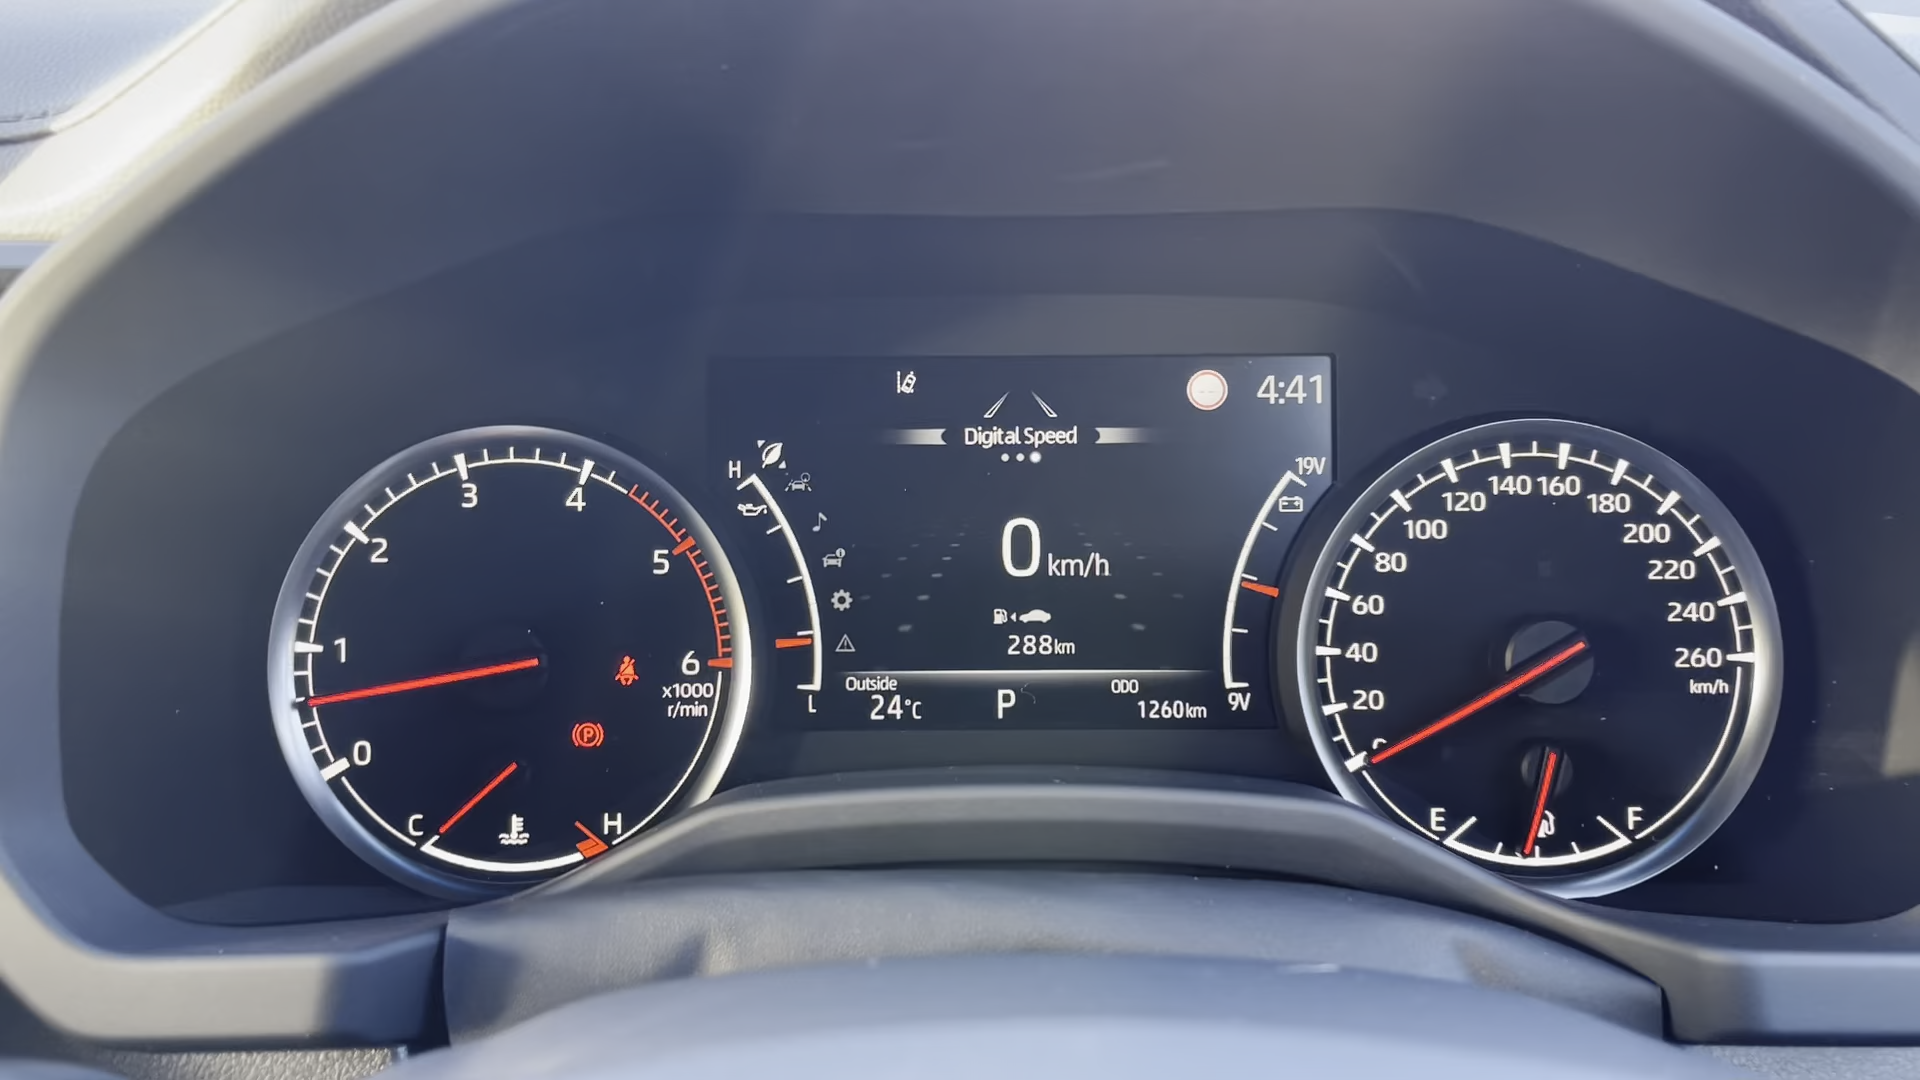 0
1
2
3
4
5
6
x1000
r/min
C
H
4:41
Digital Speed
H
L
19V
9V
0 km/h
288km
Outside
24°C
P
ODO
1260km
20
40
60
80
100
120
140
160
180
200
220
240
260
km/h
E
F
P